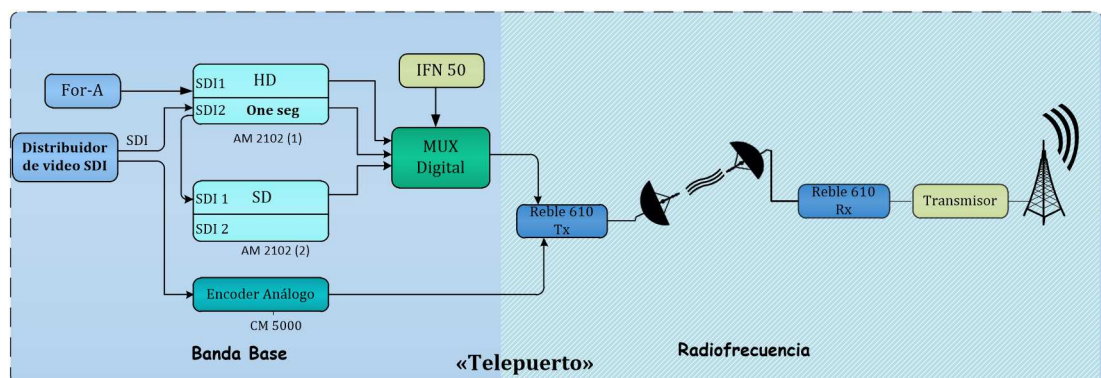 For-A
Distribuidor
de video SDI
SDI
SDI1
HD
SDI2
One seg
AM 2102 (1)
SDI 1
SD
SDI 2
AM 2102 (2)
Encoder Análogo
CM 5000
IFN 50
MUX
Digital
Reble 610
Tx
Reble 610
Rx
Transmisor
Banda Base
«Telepuerto»
Radiofrecuencia